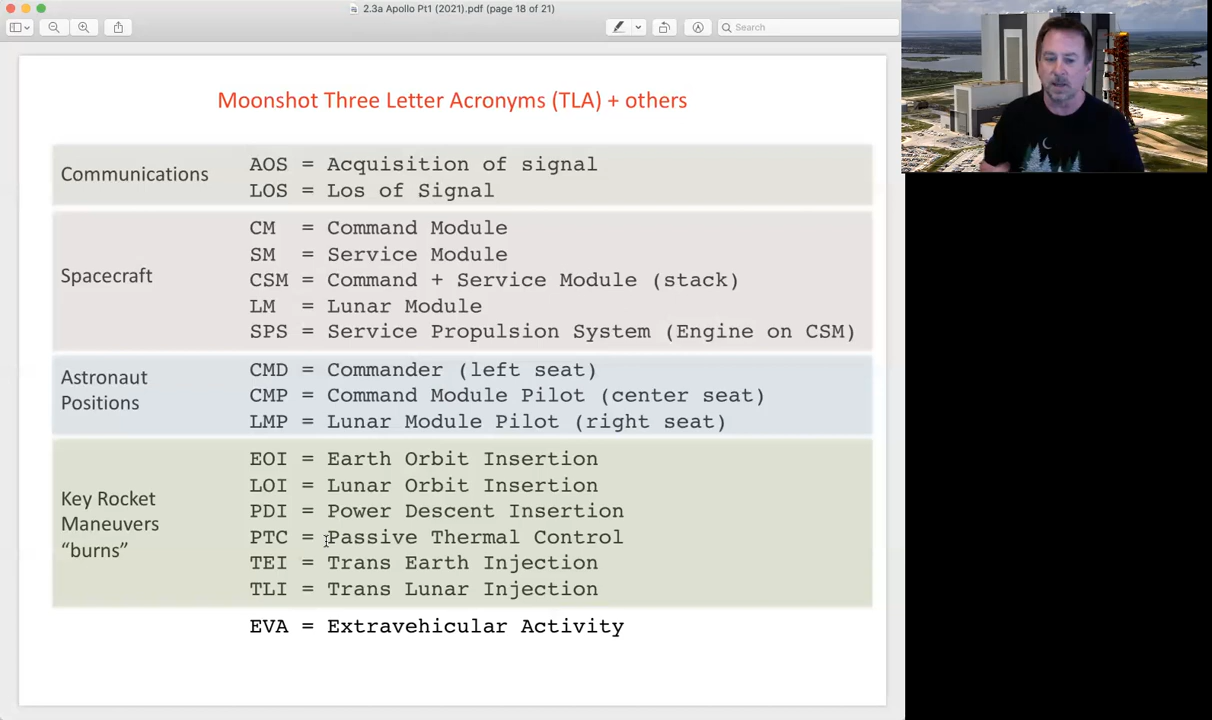 2.3a Apollo Pt1 (2021).pdf (page 18 of 21)
Search
Moonshot Three Letter Acronyms (TLA) + others
Communications
AOS = Acquisition of signal
LOS = Los of Signal
Spacecraft
CM = Command Module
SM = Service Module
CSM = Command + Service Module (stack)
LM = Lunar Module
SPS = Service Propulsion System (Engine on CSM)
Astronaut
Positions
CMD = Commander (left seat)
CMP = Command Module Pilot (center seat)
LMP = Lunar Module Pilot (right seat)
Key Rocket
Maneuvers
“burns”
EOI = Earth Orbit Insertion
LOI = Lunar Orbit Insertion
PDI = Power Descent Insertion
PTC = Passive Thermal Control
TEI = Trans Earth Injection
TLI = Trans Lunar Injection
EVA = Extravehicular Activity